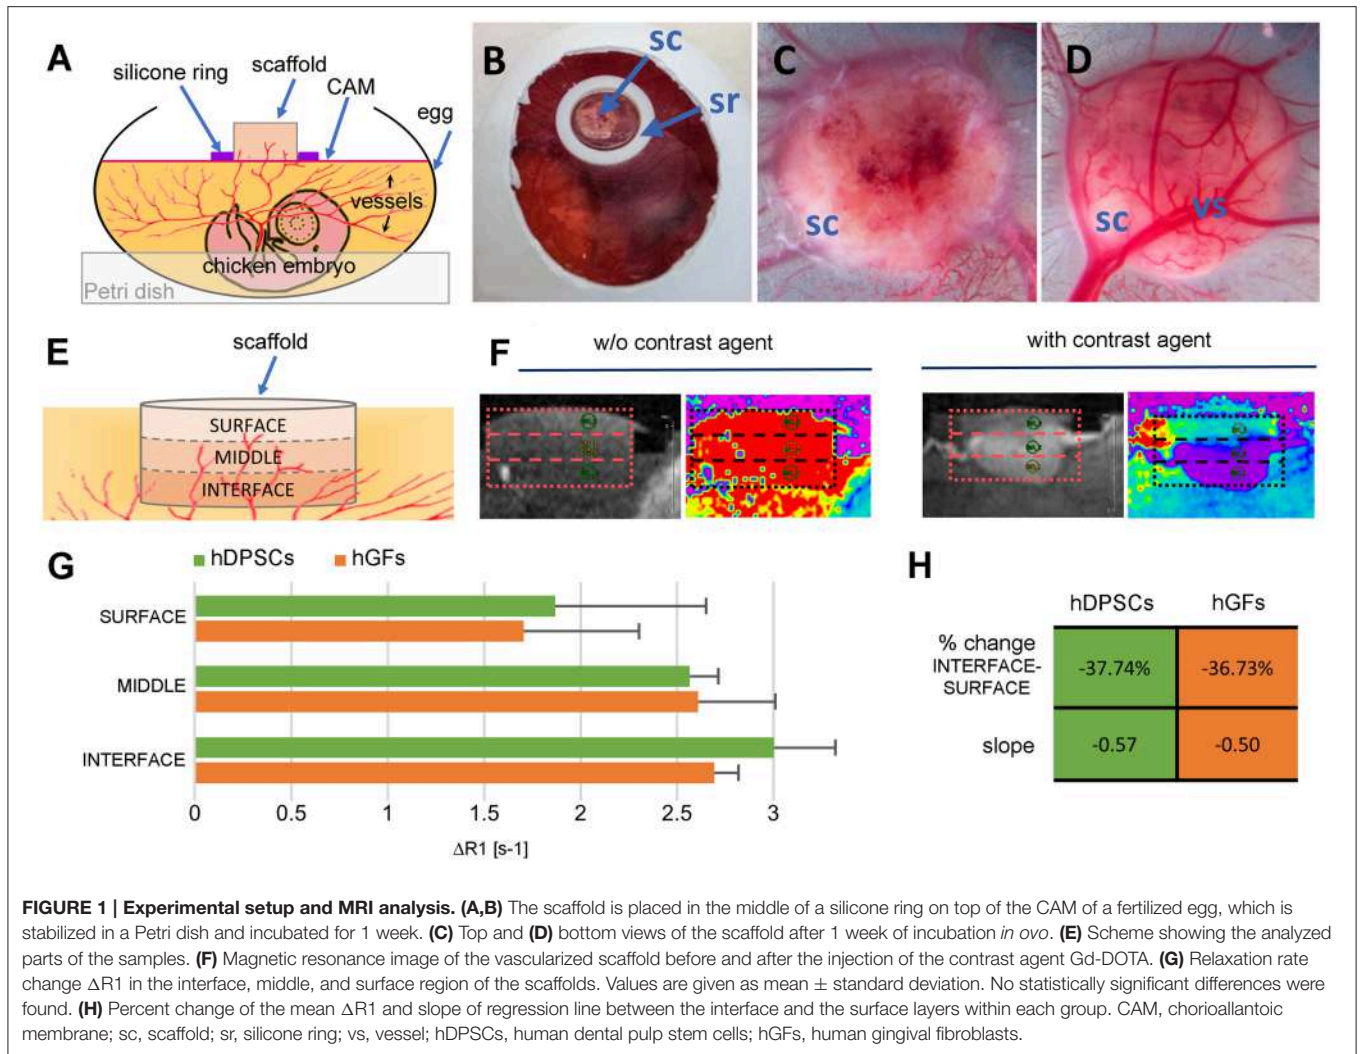 A
silicone ring
scaffold
CAM
egg
vessels
chicken embryo
Petri dish
B
sc
sr
C
sc
D
sc
vs
E
scaffold
SURFACE
MIDDLE
INTERFACE
F
w/o contrast agent
with contrast agent
G
hDPSCs
hGFs
SURFACE
MIDDLE
INTERFACE
0 0.5 1 1.5 2 2.5 3
ΔR1 [s-1]
H
hDPSCs hGFs
% change
INTERFACE-
SURFACE
-37.74% -36.73%
slope -0.57 -0.50
FIGURE 1 | Experimental setup and MRI analysis. (A,B) The scaffold is placed in the middle of a silicone ring on top of the CAM of a fertilized egg, which is
stabilized in a Petri dish and incubated for 1 week. (C) Top and (D) bottom views of the scaffold after 1 week of incubation in ovo. (E) Scheme showing the analyzed
parts of the samples. (F) Magnetic resonance image of the vascularized scaffold before and after the injection of the contrast agent Gd-DOTA. (G) Relaxation rate
change ΔR1 in the interface, middle, and surface region of the scaffolds. Values are given as mean ± standard deviation. No statistically significant differences were
found. (H) Percent change of the mean ΔR1 and slope of regression line between the interface and the surface layers within each group. CAM, chorioallantoic
membrane; sc, scaffold; sr, silicone ring; vs, vessel; hDPSCs, human dental pulp stem cells; hGFs, human gingival fibroblasts.